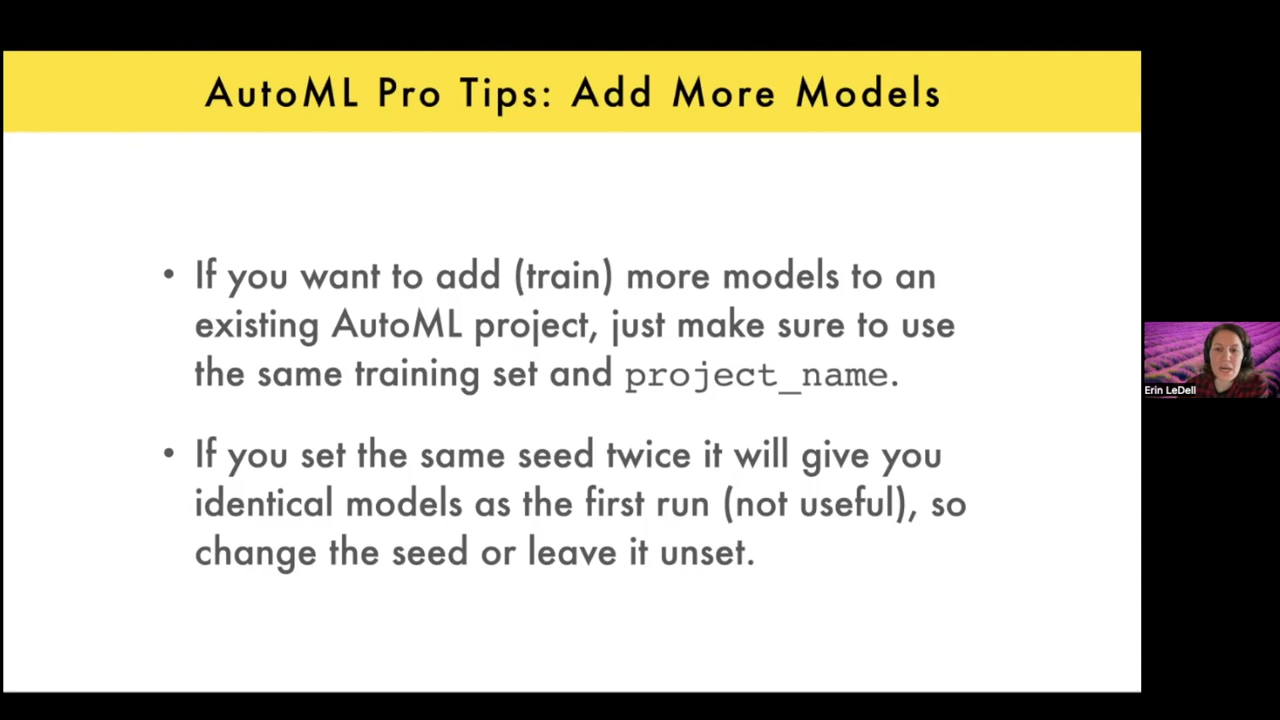 AutoML Pro Tips: Add More Models
• If you want to add (train) more models to an
existing AutoML project, just make sure to use
the same training set and project_name.
• If you set the same seed twice it will give you
identical models as the first run (not useful), so
change the seed or leave it unset.
Erin LeDell